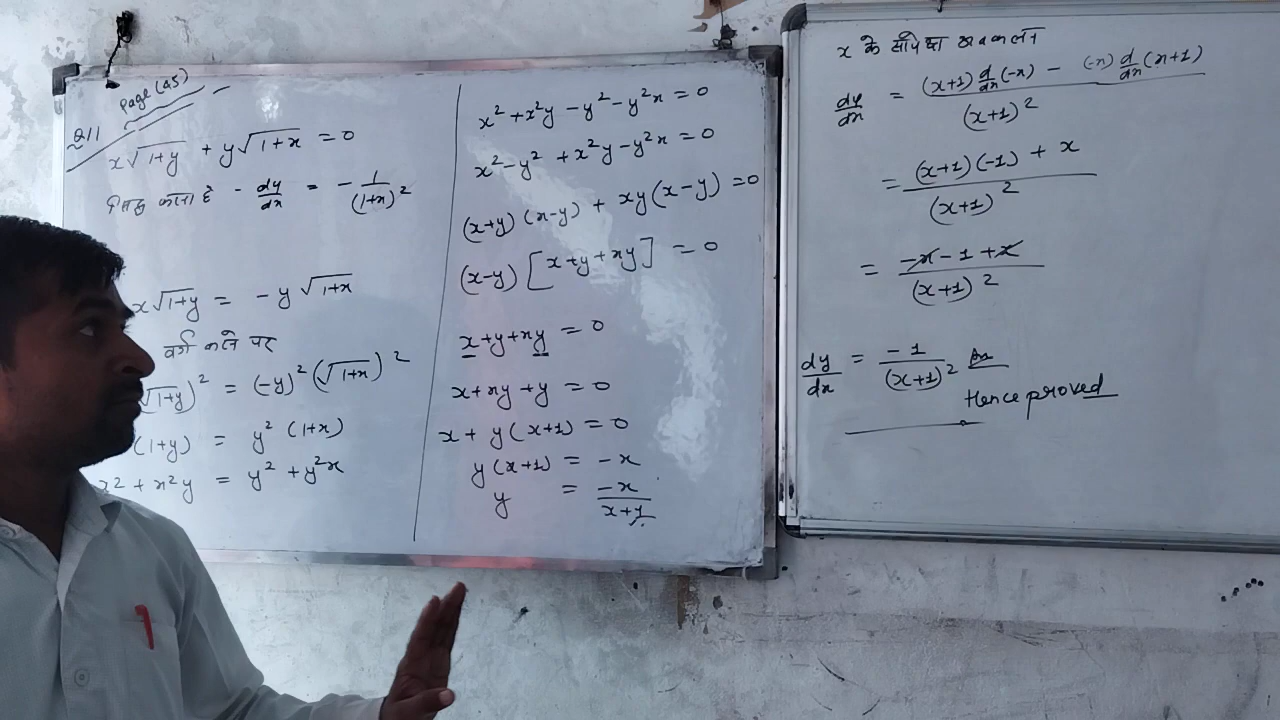 Page (45)
Q11
x√1+y + y√1+x = 0
सिद्ध करना है - dy/dx = - 1/(1+x)²
x√1+y = - y √1+x
वर्ग करने पर
√1+y)² = (-y)² (√1+x)²
(1+y) = y² (1+x)
x² + x²y = y² + y²x
x² + x²y - y² - y²x = 0
x² - y² + x²y - y²x = 0
(x+y) (x-y) + xy(x-y) = 0
(x-y) [x+y+xy] = 0
x+y+xy = 0
x+xy+y = 0
x + y(x+1) = 0
y(x+1) = -x
y = -x/x+1
x के सापेक्ष अवकलन
dy/dx = (x+1) d/dx (-x) - (-x) d/dx (x+1)/(x+1)²
= (x+1)(-1) + x/(x+1)²
= -x - 1 + x/(x+1)²
dy/dx = -1/(x+1)²
Hence proved